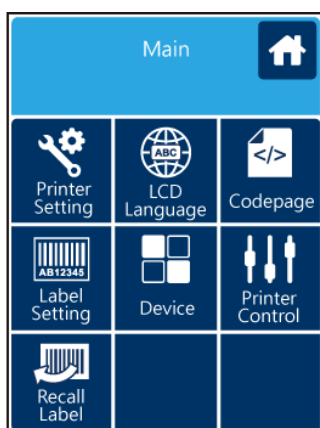 Main
Printer
Setting
ABC
LCD
Language
</>
Codepage
AB12345
Label
Setting
Device
Printer
Control
Recall
Label